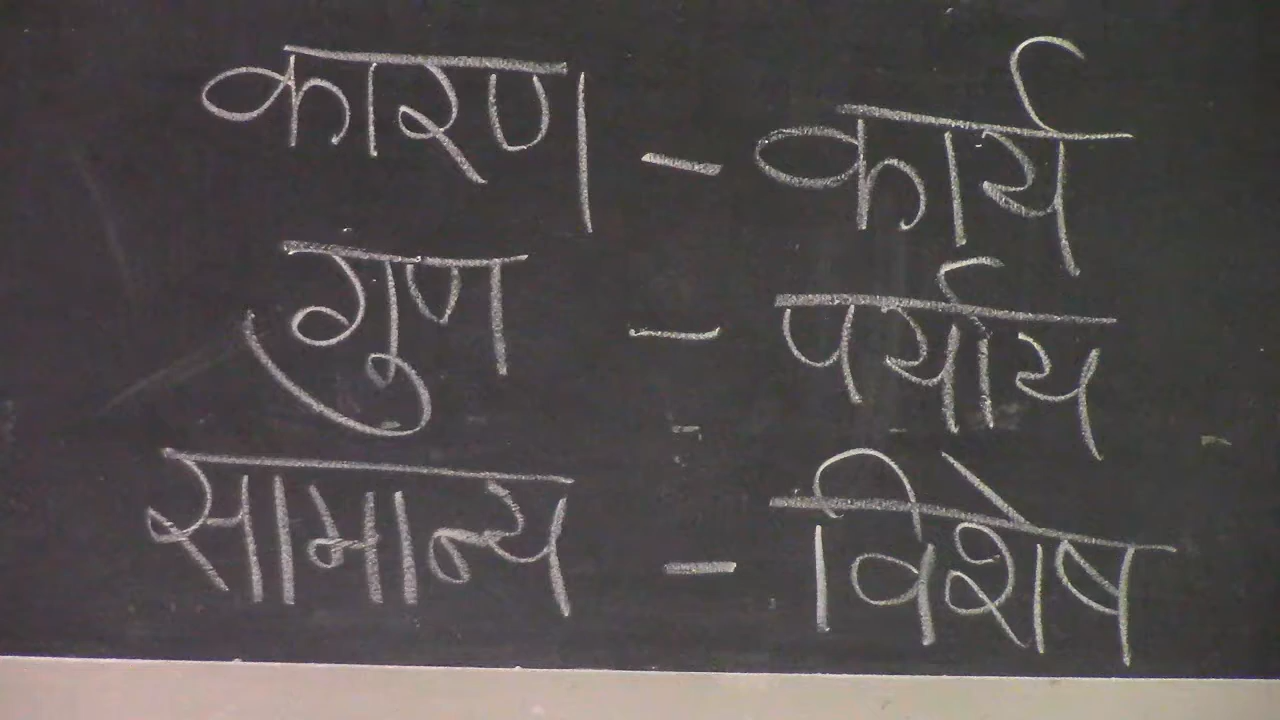 कारण - कार्य
गुण - पर्याय
सामान्य - विशेष